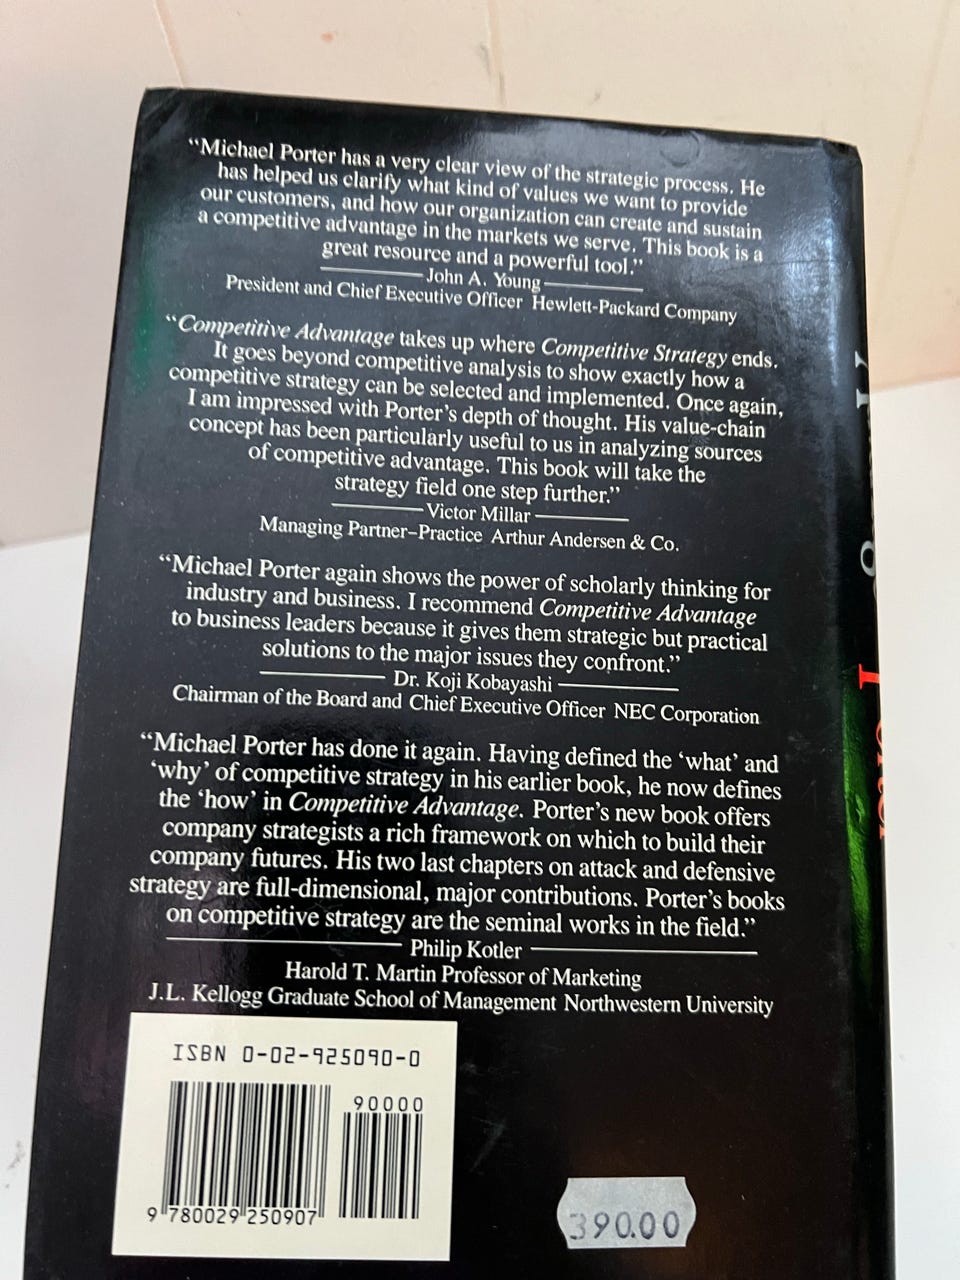 “Michael Porter has a very clear view of the strategic process. He
has helped us clarify what kind of values we want to provide
our customers, and how our organization can create and sustain
a competitive advantage in the markets we serve. This book is a
great resource and a powerful tool.”
John A. Young
President and Chief Executive Officer Hewlett-Packard Company
“Competitive Advantage takes up where Competitive Strategy ends.
It goes beyond competitive analysis to show exactly how a
competitive strategy can be selected and implemented. Once again,
I am impressed with Porter’s depth of thought. His value-chain
concept has been particularly useful to us in analyzing sources
of competitive advantage. This book will take the
strategy field one step further.”
Victor Millar
Managing Partner–Practice Arthur Andersen & Co.
“Michael Porter again shows the power of scholarly thinking for
industry and business. I recommend Competitive Advantage
to business leaders because it gives them strategic but practical
solutions to the major issues they confront.”
Dr. Koji Kobayashi
Chairman of the Board and Chief Executive Officer NEC Corporation
“Michael Porter has done it again. Having defined the ‘what’ and
‘why’ of competitive strategy in his earlier book, he now defines
the ‘how’ in Competitive Advantage. Porter’s new book offers
company strategists a rich framework on which to build their
company futures. His two last chapters on attack and defensive
strategy are full-dimensional, major contributions. Porter’s books
on competitive strategy are the seminal works in the field.”
Philip Kotler
Harold T. Martin Professor of Marketing
J.L. Kellogg Graduate School of Management Northwestern University
ISBN 0-02-925090-0
90000
9 780029 250907
390.00